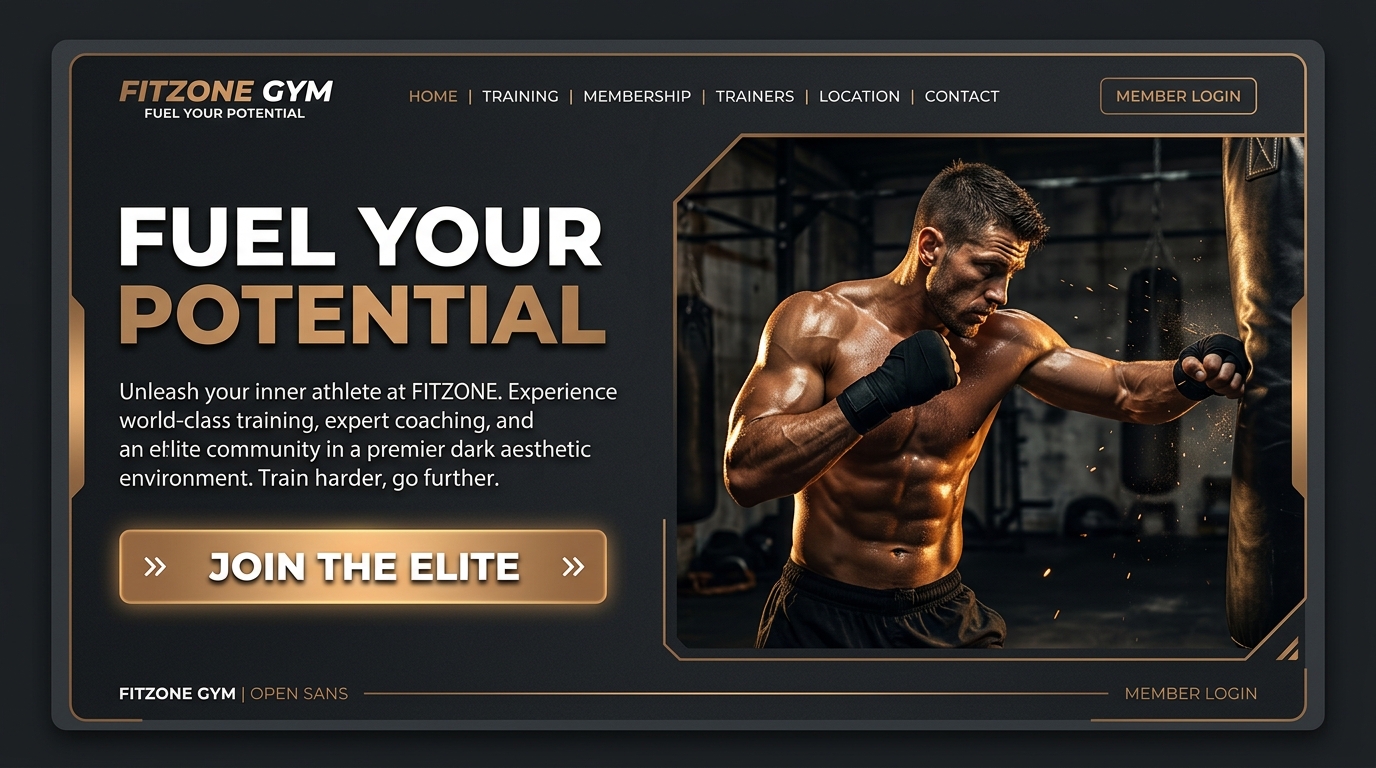 FITZONE GYM
FUEL YOUR POTENTIAL
HOME | TRAINING | MEMBERSHIP | TRAINERS | LOCATION | CONTACT
MEMBER LOGIN
FUEL YOUR
POTENTIAL
Unleash your inner athlete at FITZONE. Experience
world-class training, expert coaching, and
an etlite community in a premier dark aesthetic
environment. Train harder, go further.
» JOIN THE ELITE »
FITZONE GYM | OPEN SANS
MEMBER LOGIN